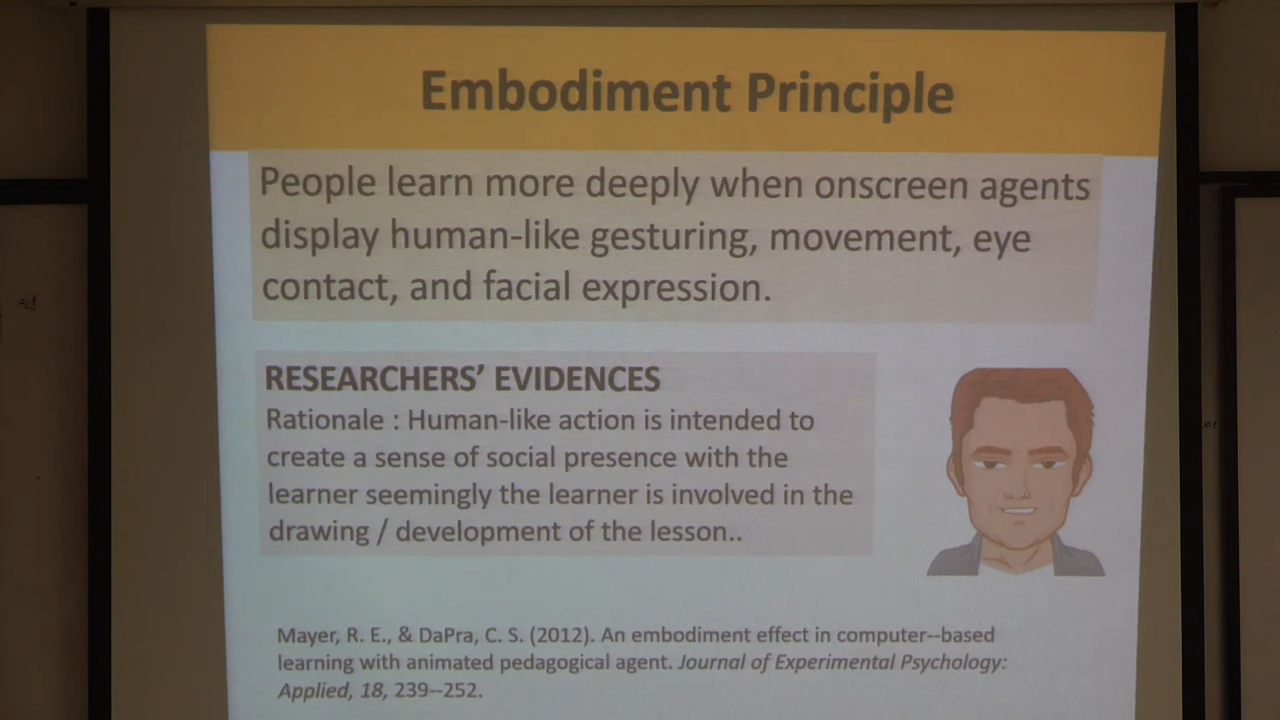 Embodiment Principle
People learn more deeply when onscreen agents
display human-like gesturing, movement, eye
contact, and facial expression.
RESEARCHERS’ EVIDENCES
Rationale : Human-like action is intended to
create a sense of social presence with the
learner seemingly the learner is involved in the
drawing / development of the lesson..
Mayer, R. E., & DaPra, C. S. (2012). An embodiment effect in computer--based
learning with animated pedagogical agent. Journal of Experimental Psychology:
Applied, 18, 239--252.